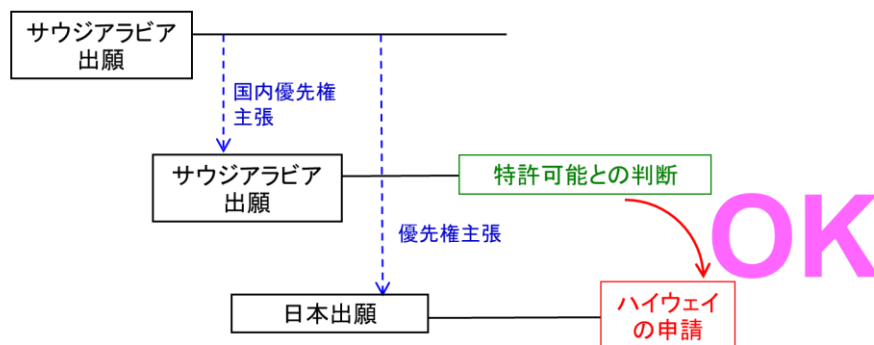 サウジアラビア
出願
国内優先権
主張
サウジアラビア
出願
特許可能との判断
OK
優先権主張
日本出願
ハイウェイ
の申請